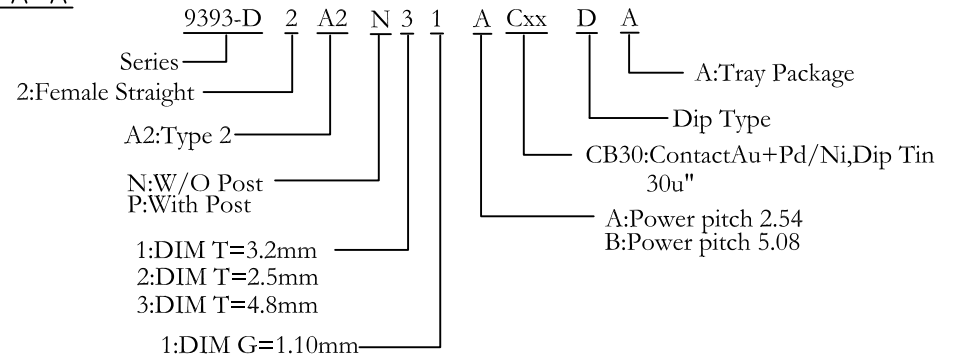 9393-D 2 A2 N 3 1 A Cxx D A
Series
2:Female Straight
A2:Type 2
N:W/O Post
P:With Post
1:DIM T=3.2mm
2:DIM T=2.5mm
3:DIM T=4.8mm
1:DIM G=1.10mm
A:Tray Package
Dip Type
CB30:ContactAu+Pd/Ni,Dip Tin
30u"
A:Power pitch 2.54
B:Power pitch 5.08